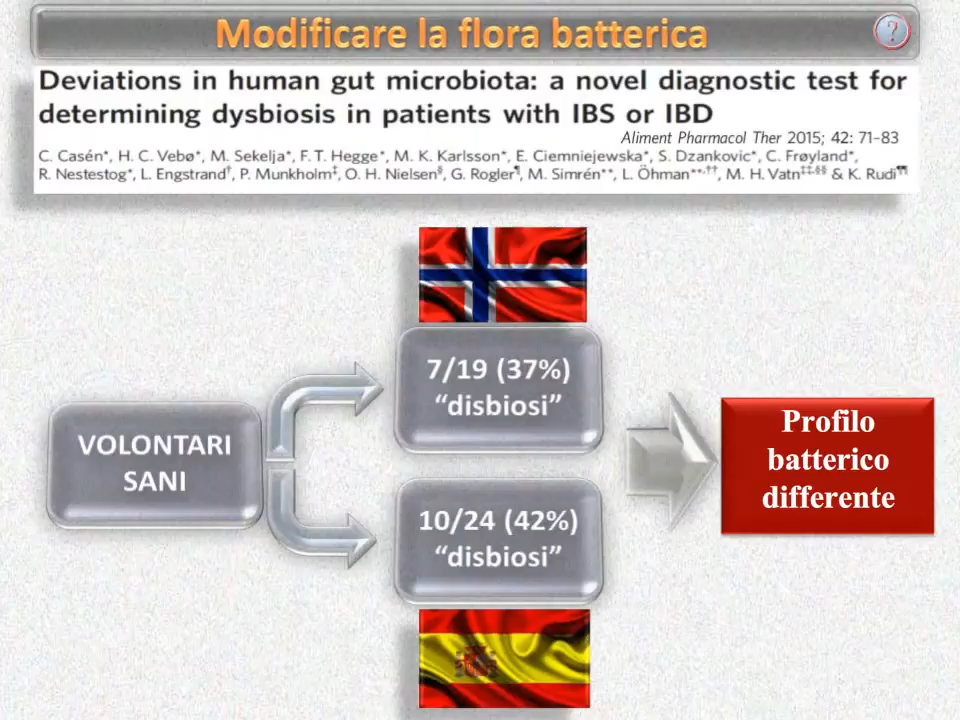 Modificare la flora batterica
?
Deviations in human gut microbiota: a novel diagnostic test for
determining dysbiosis in patients with IBS or IBD
Aliment Pharmacol Ther 2015; 42: 71–83
C. Casén*, H. C. Vebø*, M. Sekelja*, F. T. Hegge*, M. K. Karlsson*, E. Ciemniejewska*, S. Dzankovic*, C. Frøyland*,
R. Nestestog*, L. Engstrand†, P. Munkholm‡, O. H. Nielsen§, G. Rogler¶, M. Simrén**, L. Öhman**,††, M. H. Vatn‡‡,§§ & K. Rudi¶¶
7/19 (37%)
“disbiosi”
VOLONTARI
SANI
10/24 (42%)
“disbiosi”
Profilo
batterico
differente